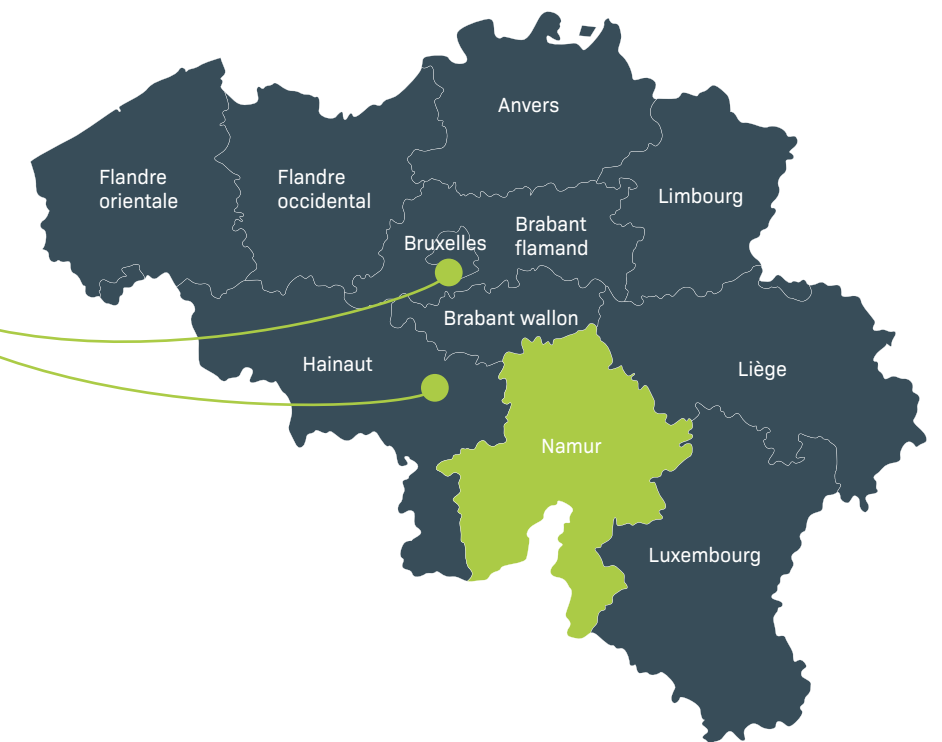 Anvers
Flandre
orientale
Flandre
occidental
Limbourg
Brabant
flamand
Bruxelles
Brabant wallon
Hainaut
Liège
Namur
Luxembourg